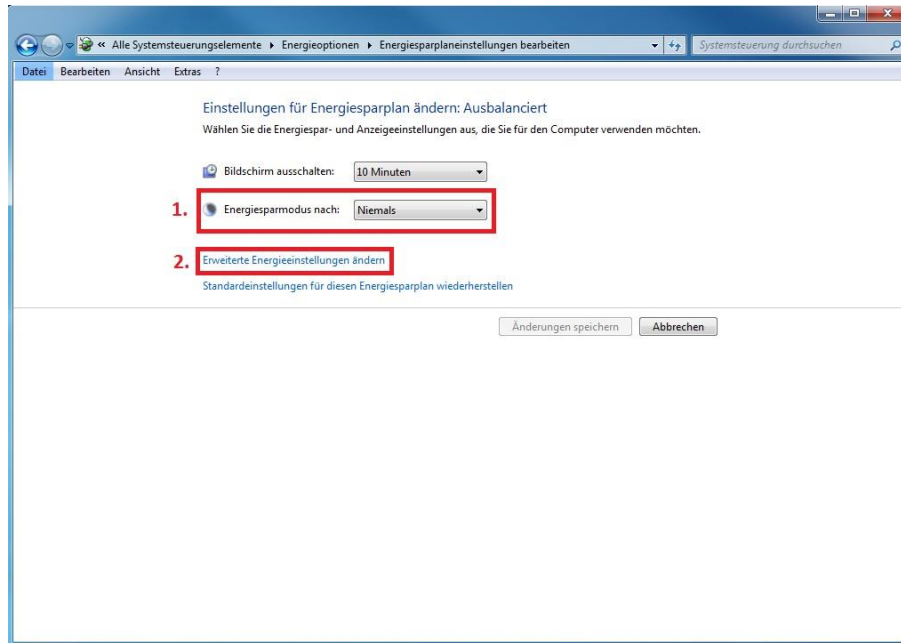 « Alle Systemsteuerungselemente ▸ Energieoptionen ▸ Energiesparplaneinstellungen bearbeiten
Systemsteuerung durchsuchen
Datei Bearbeiten Ansicht Extras ?
Einstellungen für Energiesparplan ändern: Ausbalanciert
Wählen Sie die Energiespar- und Anzeigeeinstellungen aus, die Sie für den Computer verwenden möchten.
Bildschirm ausschalten: 10 Minuten
1. Energiesparmodus nach: Niemals
2. Erweiterte Energieeinstellungen ändern
Standardeinstellungen für diesen Energiesparplan wiederherstellen
Änderungen speichern Abbrechen